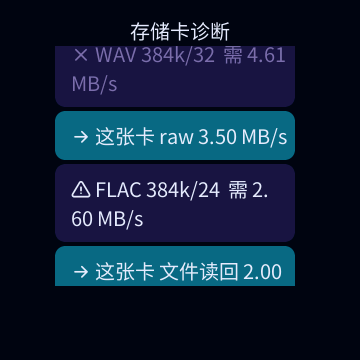 存储卡诊断
× WAV 384k/32 需 4.61
MB/s
→ 这张卡 raw 3.50 MB/s
⚠ FLAC 384k/24 需 2.
60 MB/s
→ 这张卡 文件读回 2.00